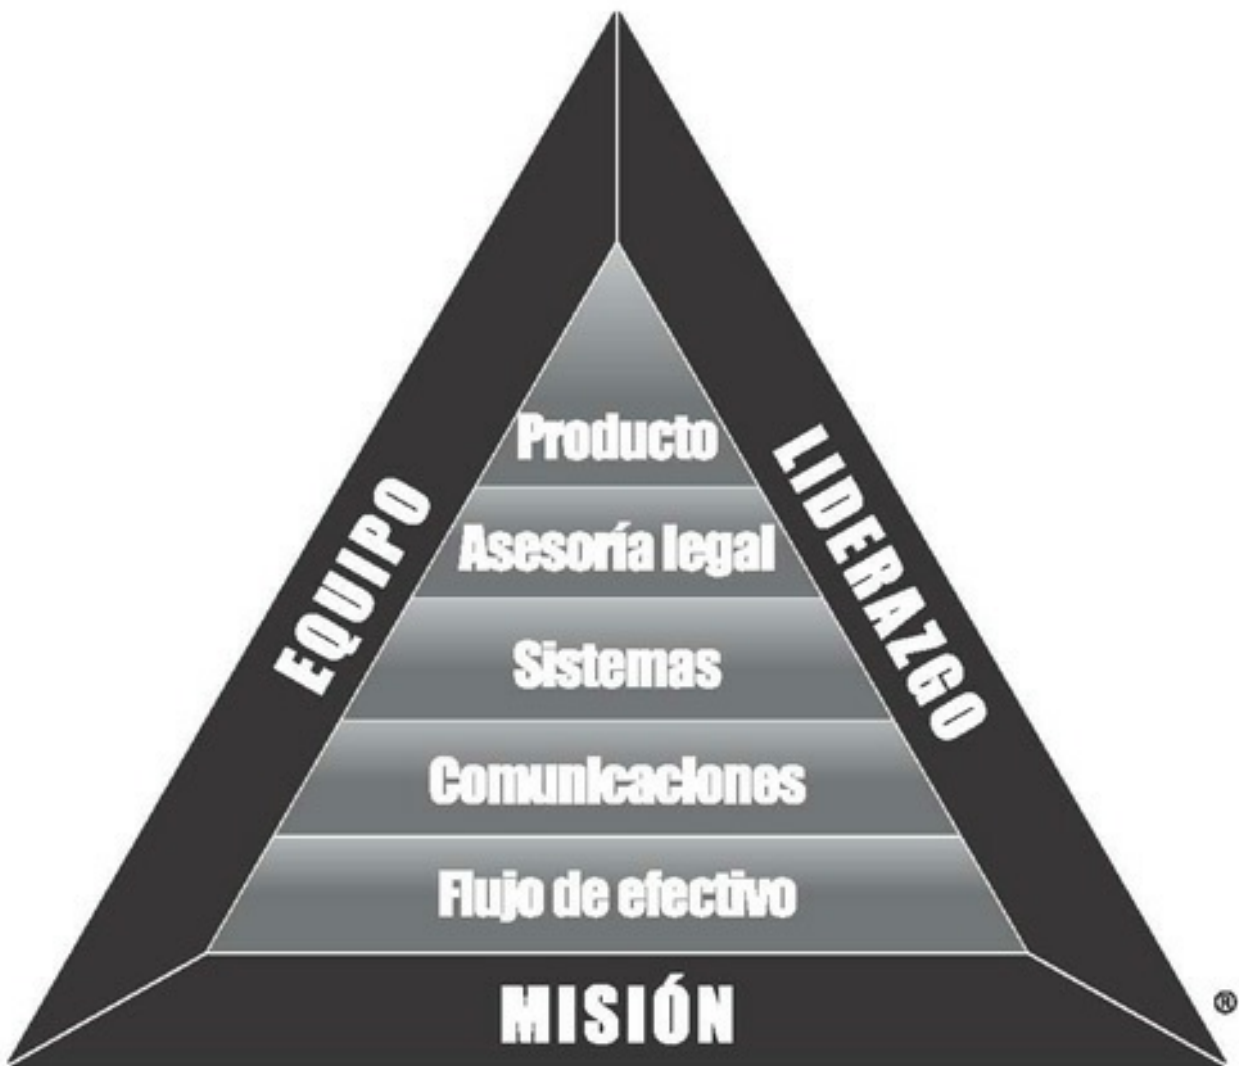 Producto
EQUIPO
LIDERAZGO
Asesoría legal
Sistemas
Comunicaciones
Flujo de efectivo
MISIÓN
®